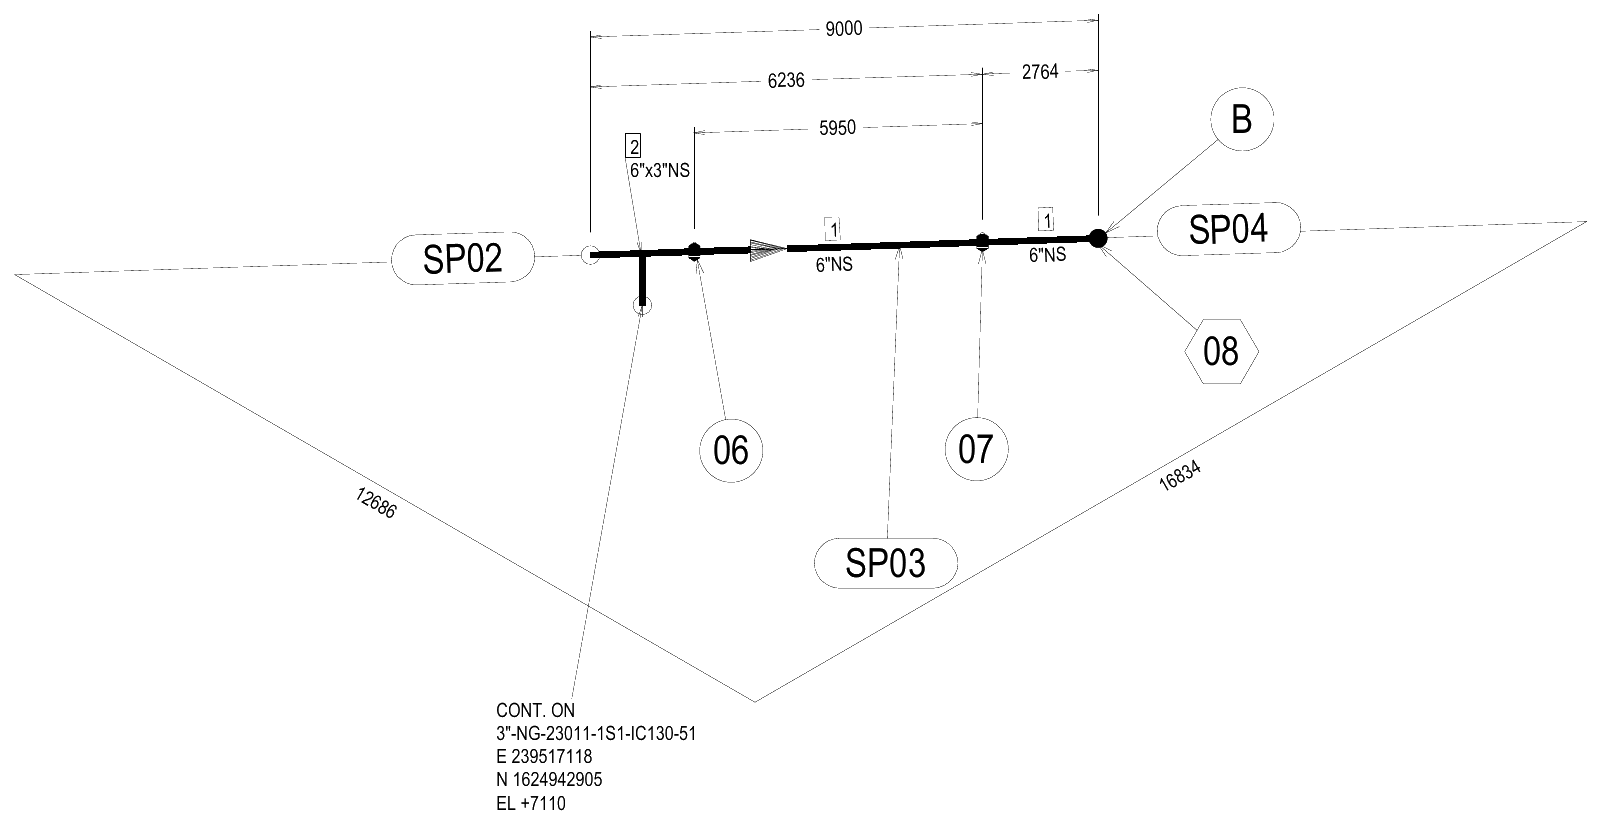 9000
6236
2764
5950
B
2
6"x3"NS
1
1
SP02
SP04
6"NS
6"NS
08
06
07
12686
16834
SP03
CONT. ON
3"-NG-23011-1S1-IC130-51
E 239517118
N 1624942905
EL +7110